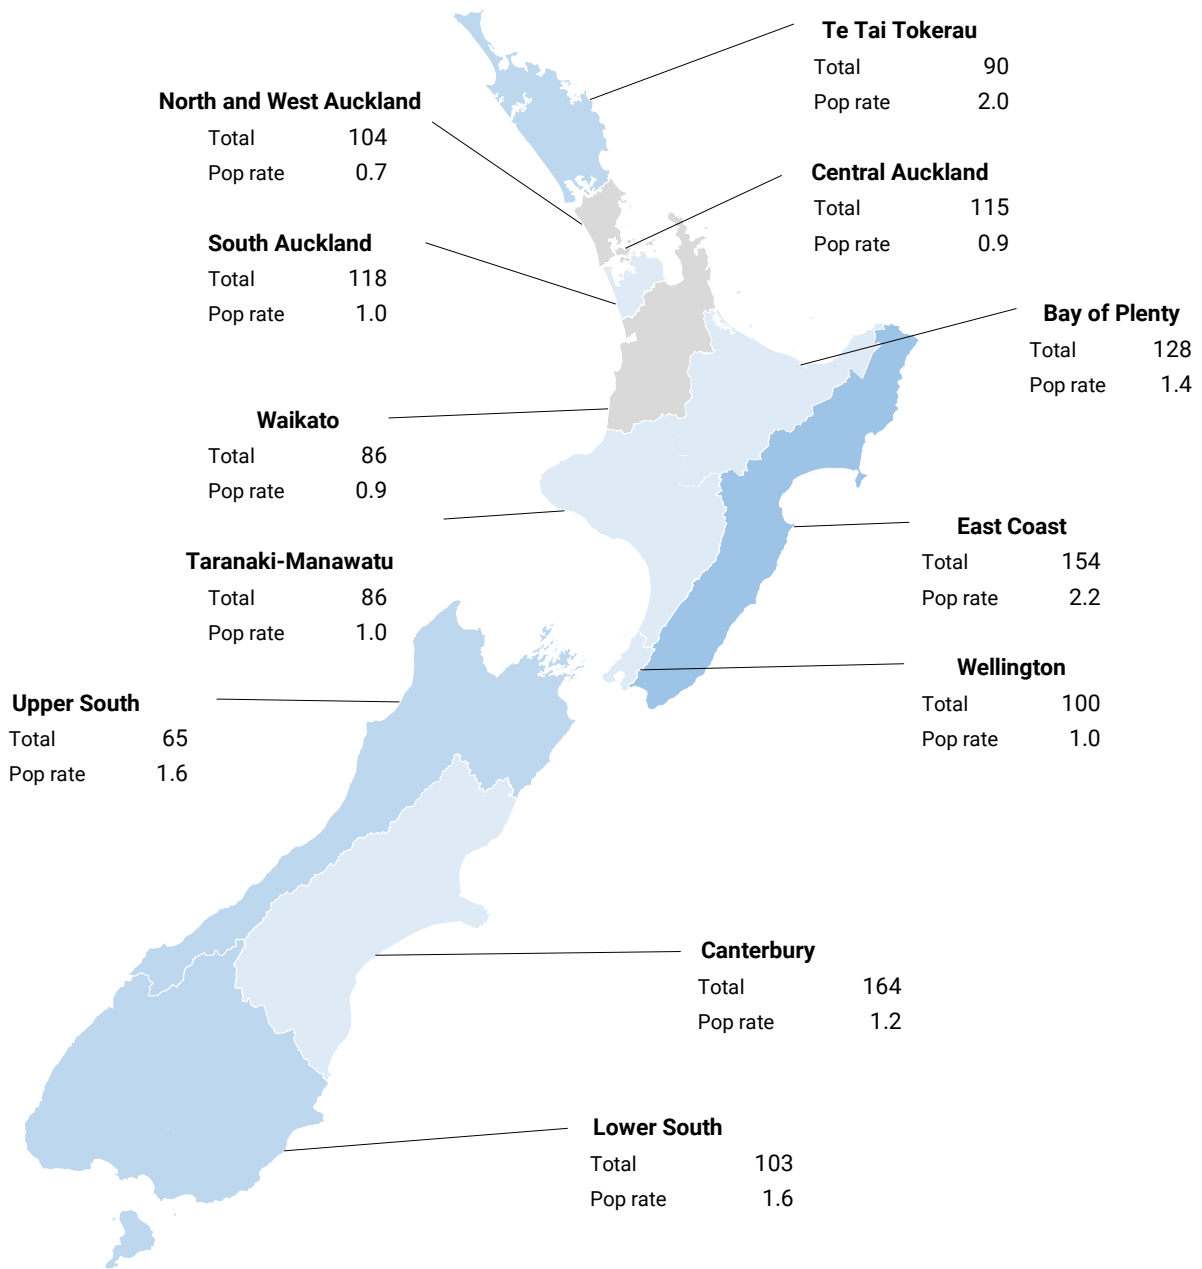 Te Tai Tokerau
Total 90
Pop rate 2.0
North and West Auckland
Total 104
Pop rate 0.7
Central Auckland
Total 115
Pop rate 0.9
South Auckland
Total 118
Pop rate 1.0
Bay of Plenty
Total 128
Pop rate 1.4
Waikato
Total 86
Pop rate 0.9
East Coast
Total 154
Pop rate 2.2
Taranaki-Manawatu
Total 86
Pop rate 1.0
Wellington
Total 100
Pop rate 1.0
Upper South
Total 65
Pop rate 1.6
Canterbury
Total 164
Pop rate 1.2
Lower South
Total 103
Pop rate 1.6